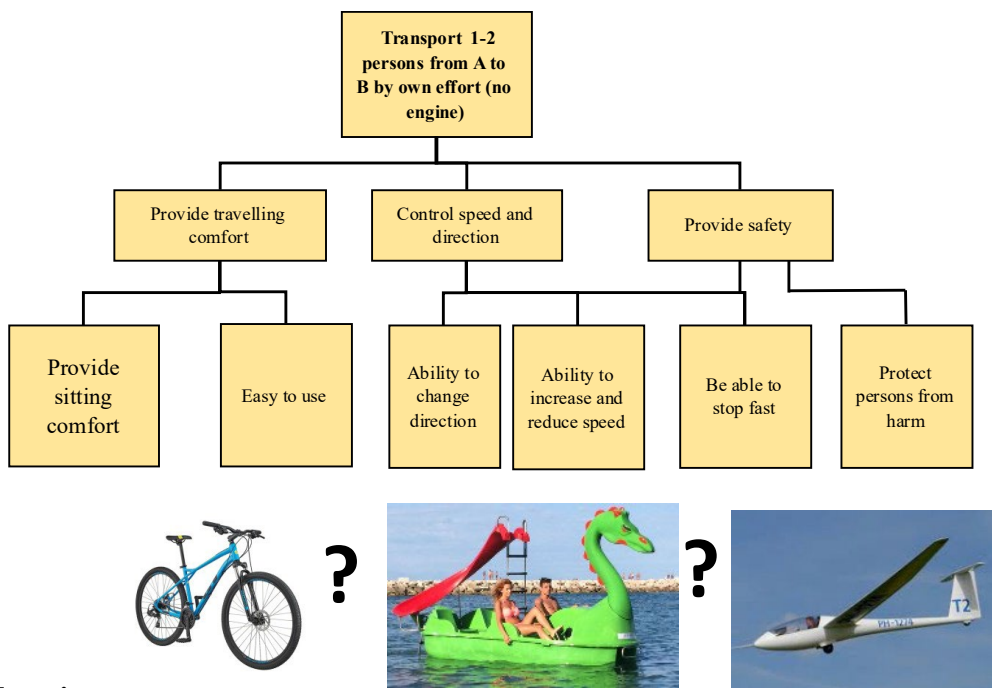 Transport 1-2
persons from A to
B by own effort (no
engine)
Provide travelling
comfort
Control speed and
direction
Provide safety
Provide
sitting
comfort
Easy to use
Ability to
change
direction
Ability to
increase and
reduce speed
Be able to
stop fast
Protect
persons from
harm
?
?
T2